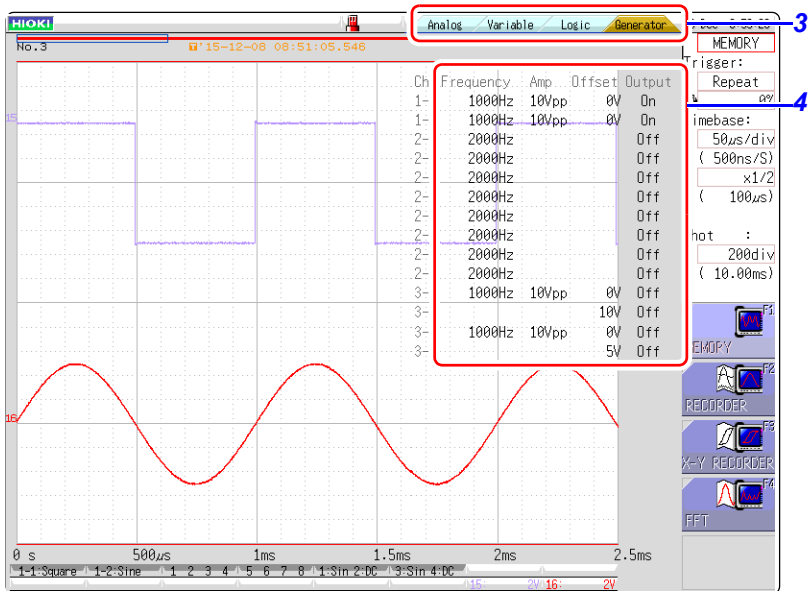 HIOKI
Analog Variable Logic Generator
3
No.3
'15-12-08 08:51:05.546
MEMORY
Trigger:
Repeat
0%
4
Ch Frequency Amp Offset Output
1- 1000Hz 10Vpp 0V On
1- 1000Hz 10Vpp 0V On
2- 2000Hz Off
2- 2000Hz Off
2- 2000Hz Off
2- 2000Hz Off
2- 2000Hz Off
2- 2000Hz Off
2- 2000Hz Off
2- 2000Hz Off
3- 1000Hz 10Vpp 0V Off
3- 10V Off
3- 1000Hz 10Vpp 0V Off
3- 5V Off
imebase:
50µs/div
( 500ns/S)
x1/2
( 100µs)
hot :
200div
( 10.00ms)
15
16
F1
EMORY
F2
RECORDER
F3
X-Y RECORDER
F4
FFT
0 s 500µs 1ms 1.5ms 2ms 2.5ms
1-1:Square 1-2:Sine 1 2 3 4 5 6 7 8 1:Sin 2:DC 3:Sin 4:DC
15: 2V 16: 2V